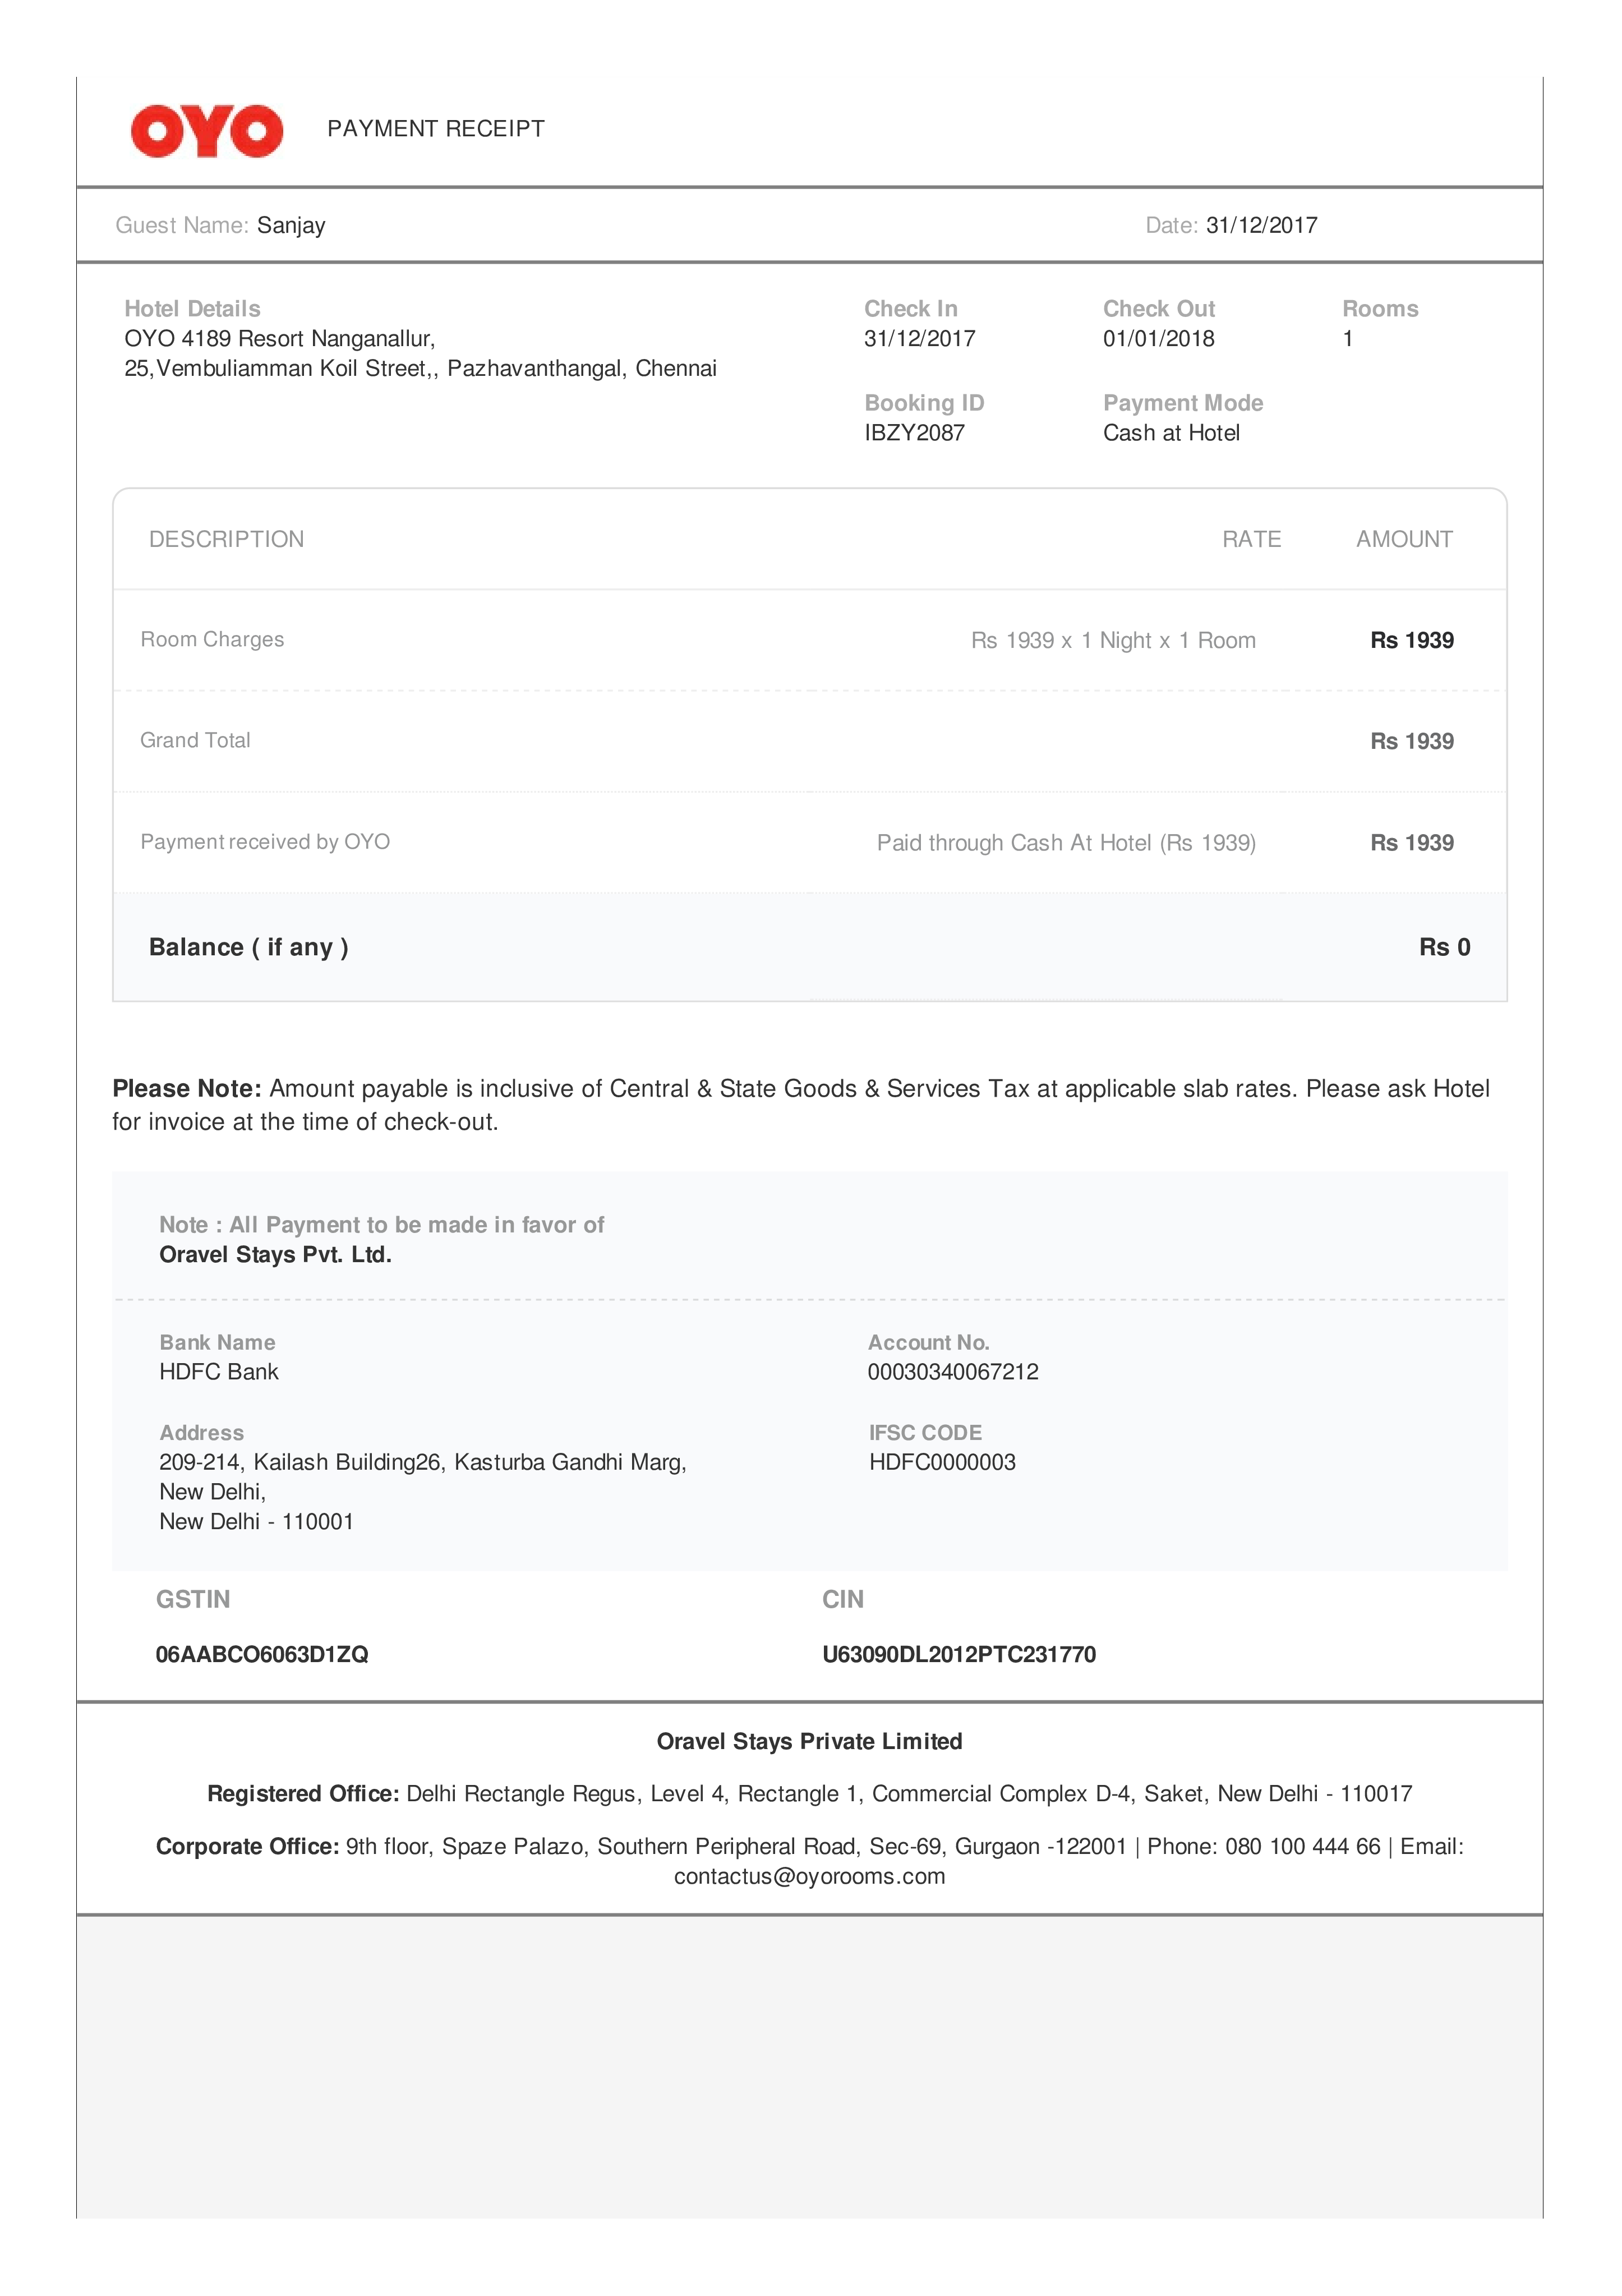 OYO PAYMENT RECEIPT
Guest Name: Sanjay Date: 31/12/2017
Hotel Details Check In Check Out Rooms
OYO 4189 Resort Nanganallur, 31/12/2017 01/01/2018 1
25,Vembuliamman Koil Street,, Pazhavanthangal, Chennai
Booking ID Payment Mode
IBZY2087 Cash at Hotel
DESCRIPTION RATE AMOUNT
Room Charges Rs 1939 x 1 Night x 1 Room Rs 1939
Grand Total Rs 1939
Payment received by OYO Paid through Cash At Hotel (Rs 1939) Rs 1939
Balance ( if any ) Rs 0
Please Note: Amount payable is inclusive of Central & State Goods & Services Tax at applicable slab rates. Please ask Hotel
for invoice at the time of check-out.
Note : All Payment to be made in favor of
Oravel Stays Pvt. Ltd.
Bank Name Account No.
HDFC Bank 00030340067212
Address IFSC CODE
209-214, Kailash Building26, Kasturba Gandhi Marg, HDFC0000003
New Delhi,
New Delhi - 110001
GSTIN CIN
06AABCO6063D1ZQ U63090DL2012PTC231770
Oravel Stays Private Limited
Registered Office: Delhi Rectangle Regus, Level 4, Rectangle 1, Commercial Complex D-4, Saket, New Delhi - 110017
Corporate Office: 9th floor, Spaze Palazo, Southern Peripheral Road, Sec-69, Gurgaon -122001 | Phone: 080 100 444 66 | Email:
contactus@oyorooms.com